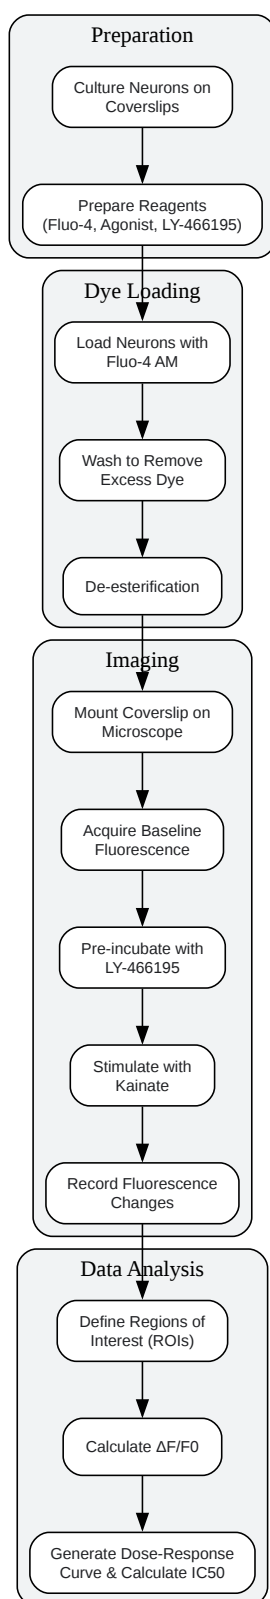 Preparation
Culture Neurons on
Coverslips
Prepare Reagents
(Fluo-4, Agonist, LY-466195)
Dye Loading
Load Neurons with
Fluo-4 AM
Wash to Remove
Excess Dye
De-esterification
Imaging
Mount Coverslip on
Microscope
Acquire Baseline
Fluorescence
Pre-incubate with
LY-466195
Stimulate with
Kainate
Record Fluorescence
Changes
Data Analysis
Define Regions of
Interest (ROIs)
Calculate ΔF/F0
Generate Dose-Response
Curve & Calculate IC50